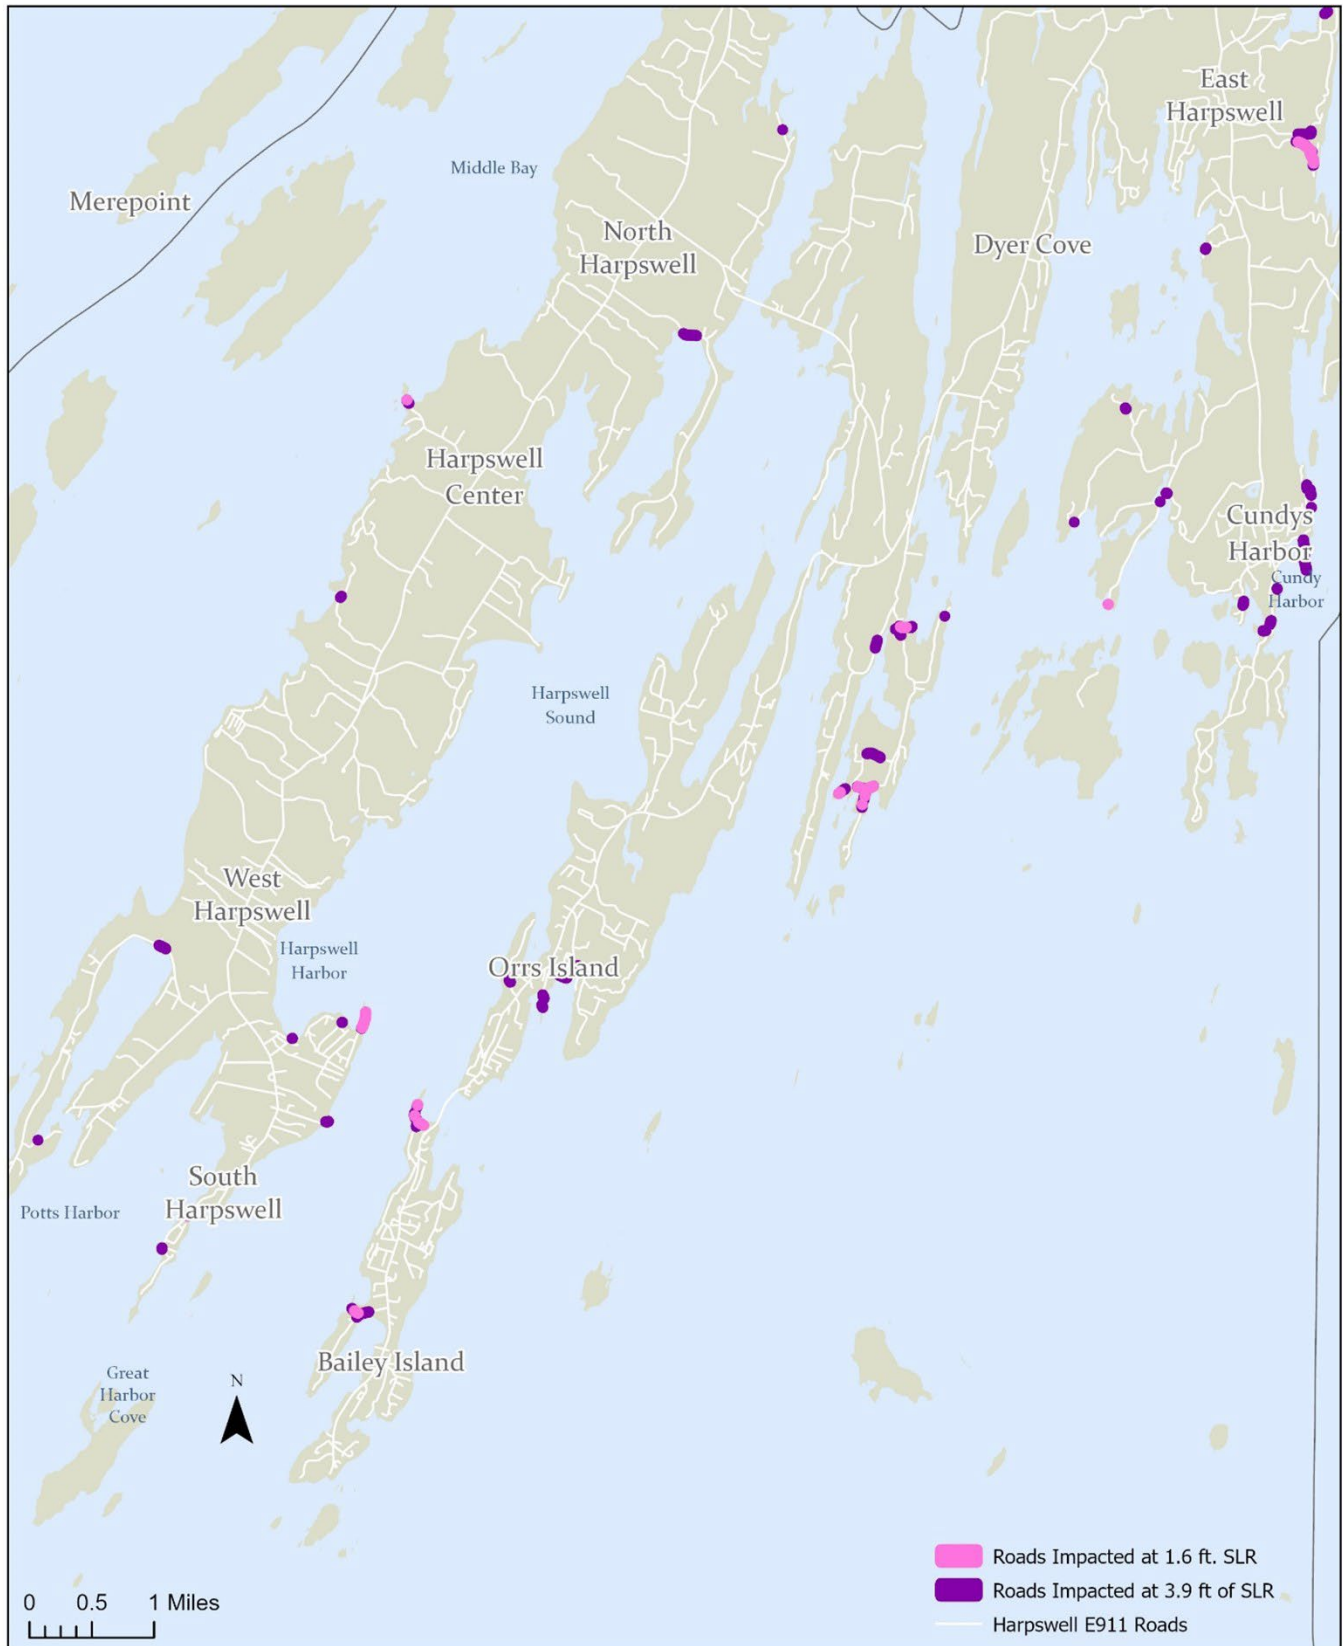 East
Harpswell
Middle Bay
Merepoint
North
Harpswell
Dyer Cove
Harpswell
Center
Cundys
Harbor
Cundy
Harbor
Harpswell
Sound
West
Harpswell
Harpswell
Harbor
Orrs Island
South
Harpswell
Potts Harbor
Bailey Island
Great
Harbor
Cove
N
Roads Impacted at 1.6 ft. SLR
Roads Impacted at 3.9 ft of SLR
Harpswell E911 Roads
0 0.5 1 Miles